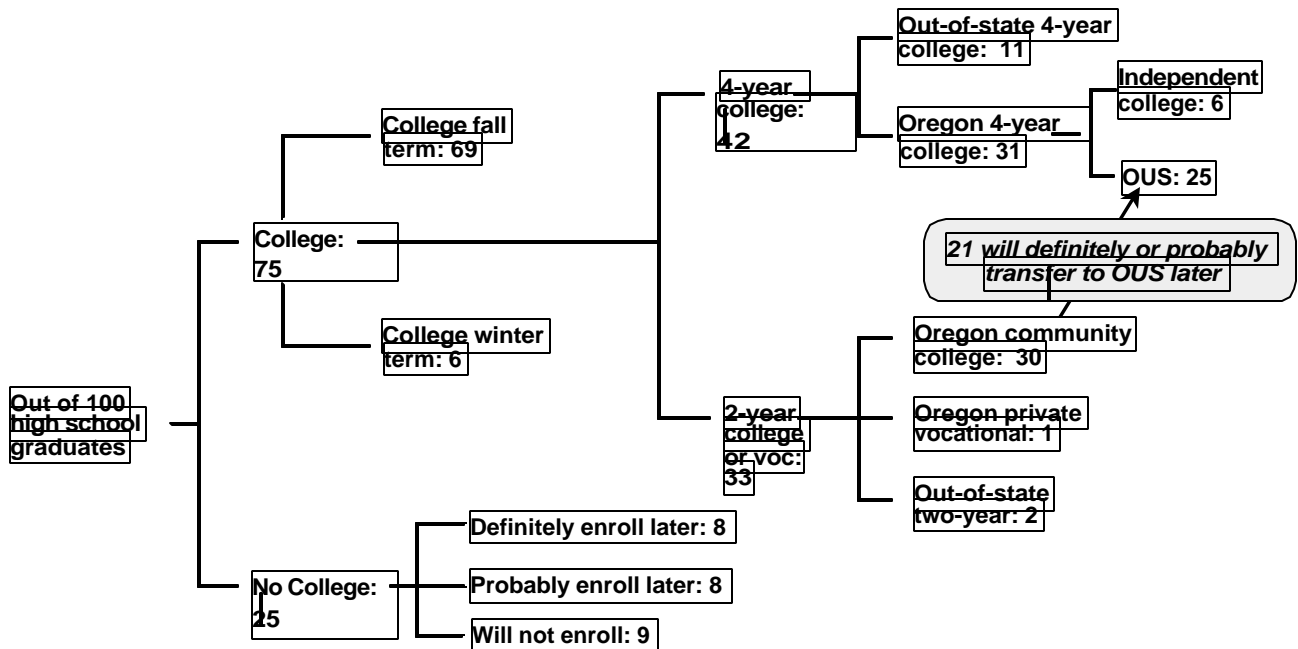 Out-of-state 4-year
college:  11
4-year
college:
42
Independent
college: 6
College fall
term: 69
Oregon 4-year
college: 31
OUS: 25
College:
75
21 will definitely or probably
transfer to OUS later
College winter
term: 6
Oregon community
college:  30
Out of 100
high school
graduates
2-year
college
or voc:
33
Oregon private
vocational: 1
Out-of-state
two-year: 2
Definitely enroll later: 8
No College:
25
Probably enroll later: 8
Will not enroll: 9